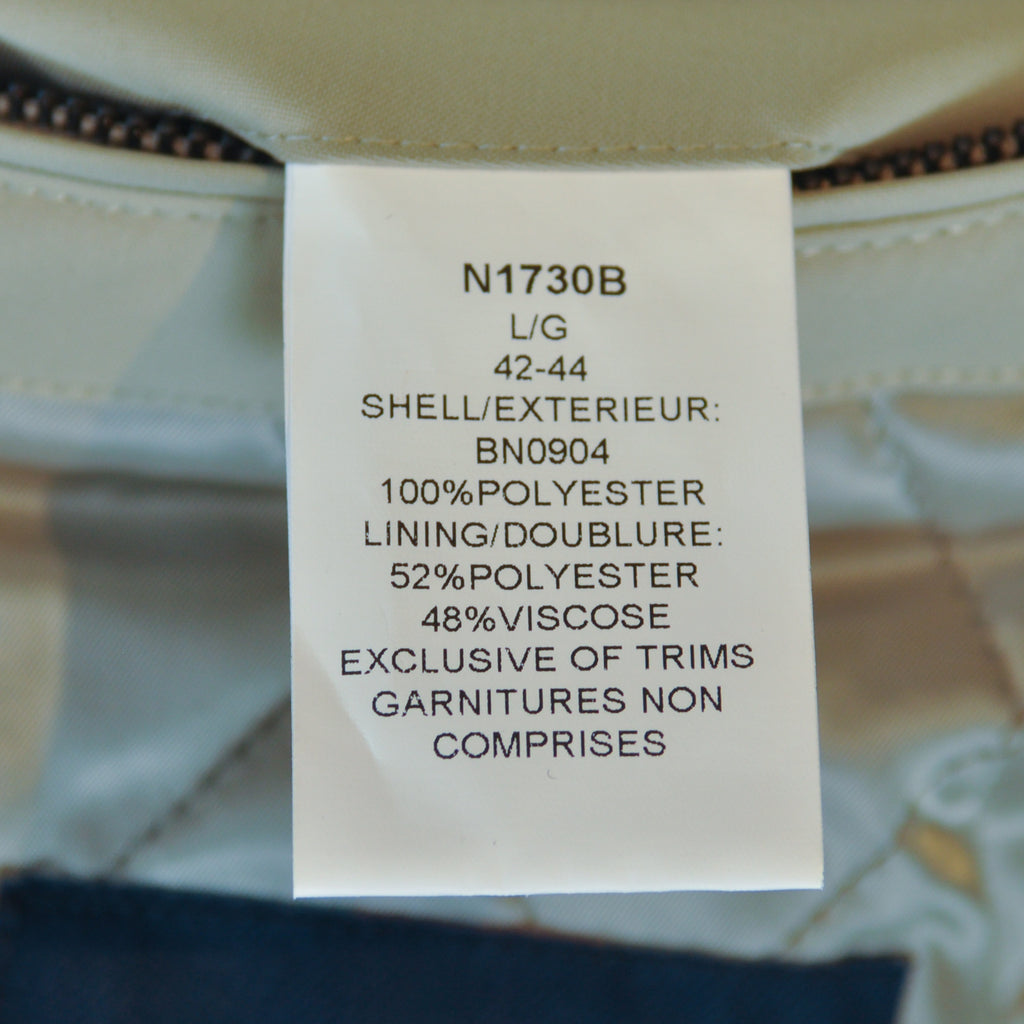 N1730B
L/G
42-44
SHELL/EXTERIEUR:
BN0904
100%POLYESTER
LINING/DOUBLURE:
52%POLYESTER
48%VISCOSE
EXCLUSIVE OF TRIMS
GARNITURES NON
COMPRISES